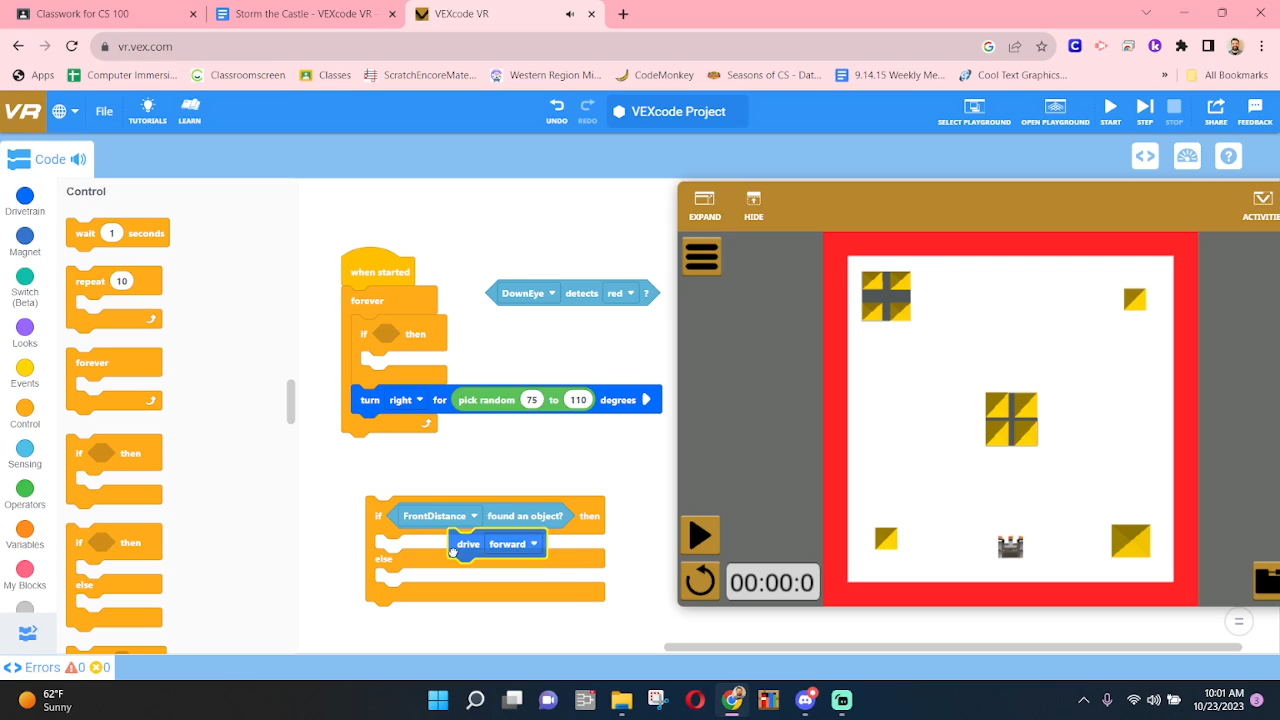 Classwork for CS 100
Storm the Castle - VEXcode VR
VEXcode VR
vr.vex.com
Apps
Computer Immersi...
Classroomscreen
Classes
ScratchEncoreMate...
Western Region Mi...
CodeMonkey
Seasons of CS - Dat...
9.14.15 Weekly Me...
Cool Text Graphics...
»
All Bookmarks
VR
File
TUTORIALS
LEARN
UNDO
REDO
VEXcode Project
SELECT PLAYGROUND
OPEN PLAYGROUND
START
STEP
STOP
SHARE
FEEDBACK
Code
Drivetrain
Magnet
Switch
(Beta)
Looks
Events
Control
Sensing
Operators
Variables
My Blocks
Control
wait 1 seconds
repeat 10
forever
if then
if then
else
when started
forever
if then
turn right for pick random 75 to 110 degrees
DownEye detects red ?
if FrontDistance found an object? then
drive forward
else
EXPAND
HIDE
ACTIVITIE
00:00:0
Errors 0 0
62°F
Sunny
10:01 AM
10/23/2023
3